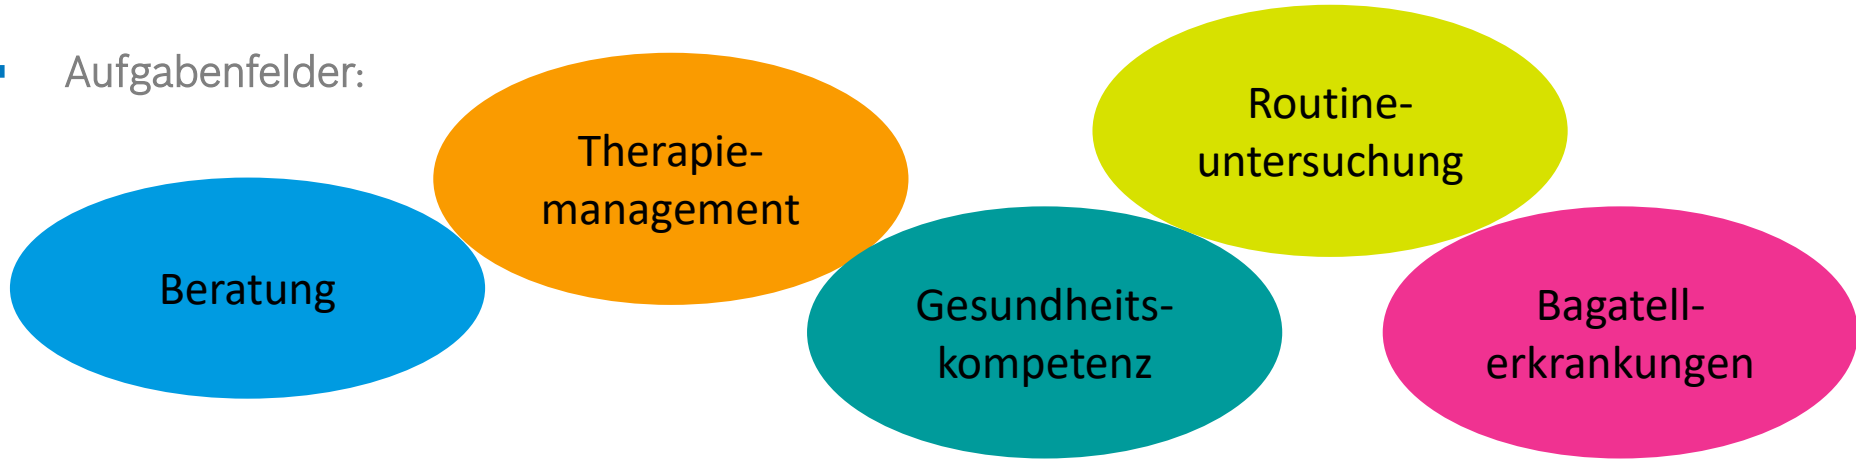 Aufgabenfelder:
Beratung
Therapie-
management
Gesundheits-
kompetenz
Routine-
untersuchung
Bagatell-
erkrankungen